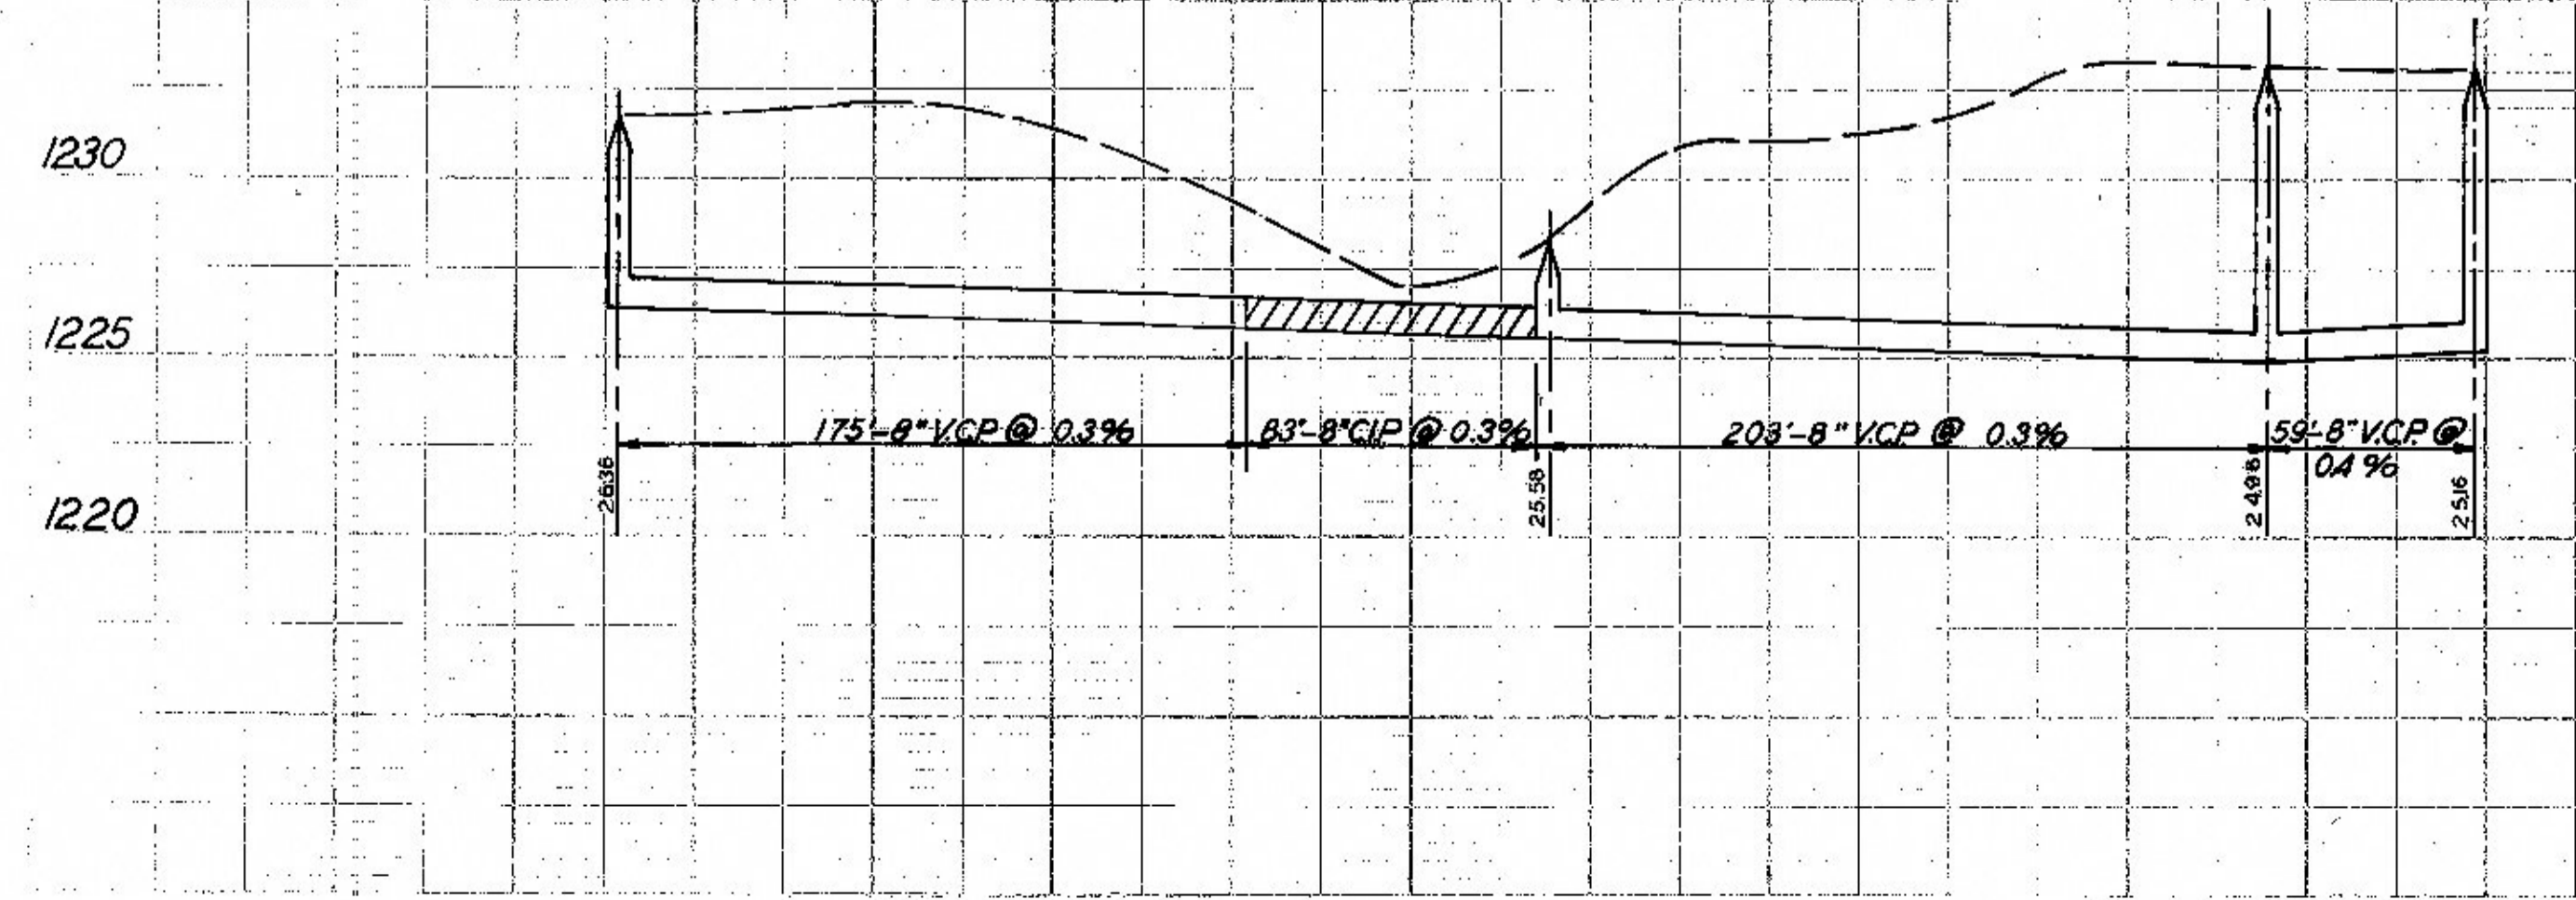 1230
1225
1220
175'-8" V.C.P. @ 0.3%
83'-8" C.I.P. @ 0.3%
203'-8" V.C.P. @ 0.3%
59'-8" V.C.P. @
0.4 %
26.36
25.58
24.98
25.16